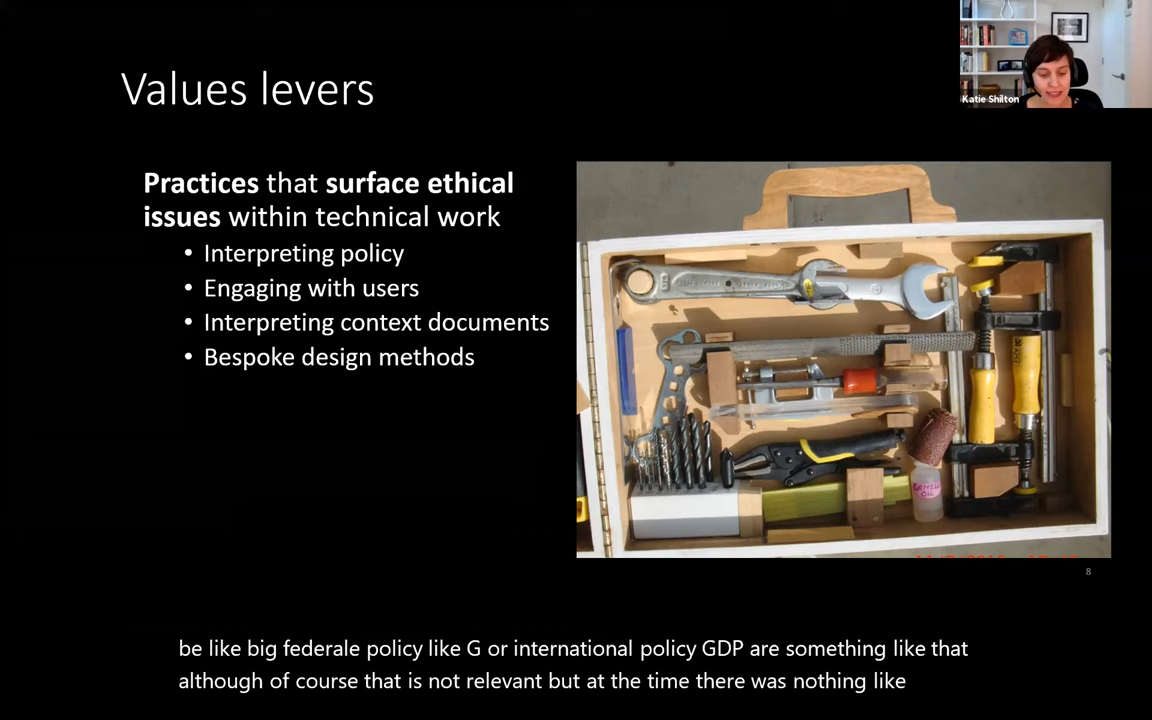 Values levers
Katie Shilton
Practices that surface ethical
issues within technical work
• Interpreting policy
• Engaging with users
• Interpreting context documents
• Bespoke design methods
CAMELLIA
OIL
8
be like big federale policy like G or international policy GDP are something like that
although of course that is not relevant but at the time there was nothing like